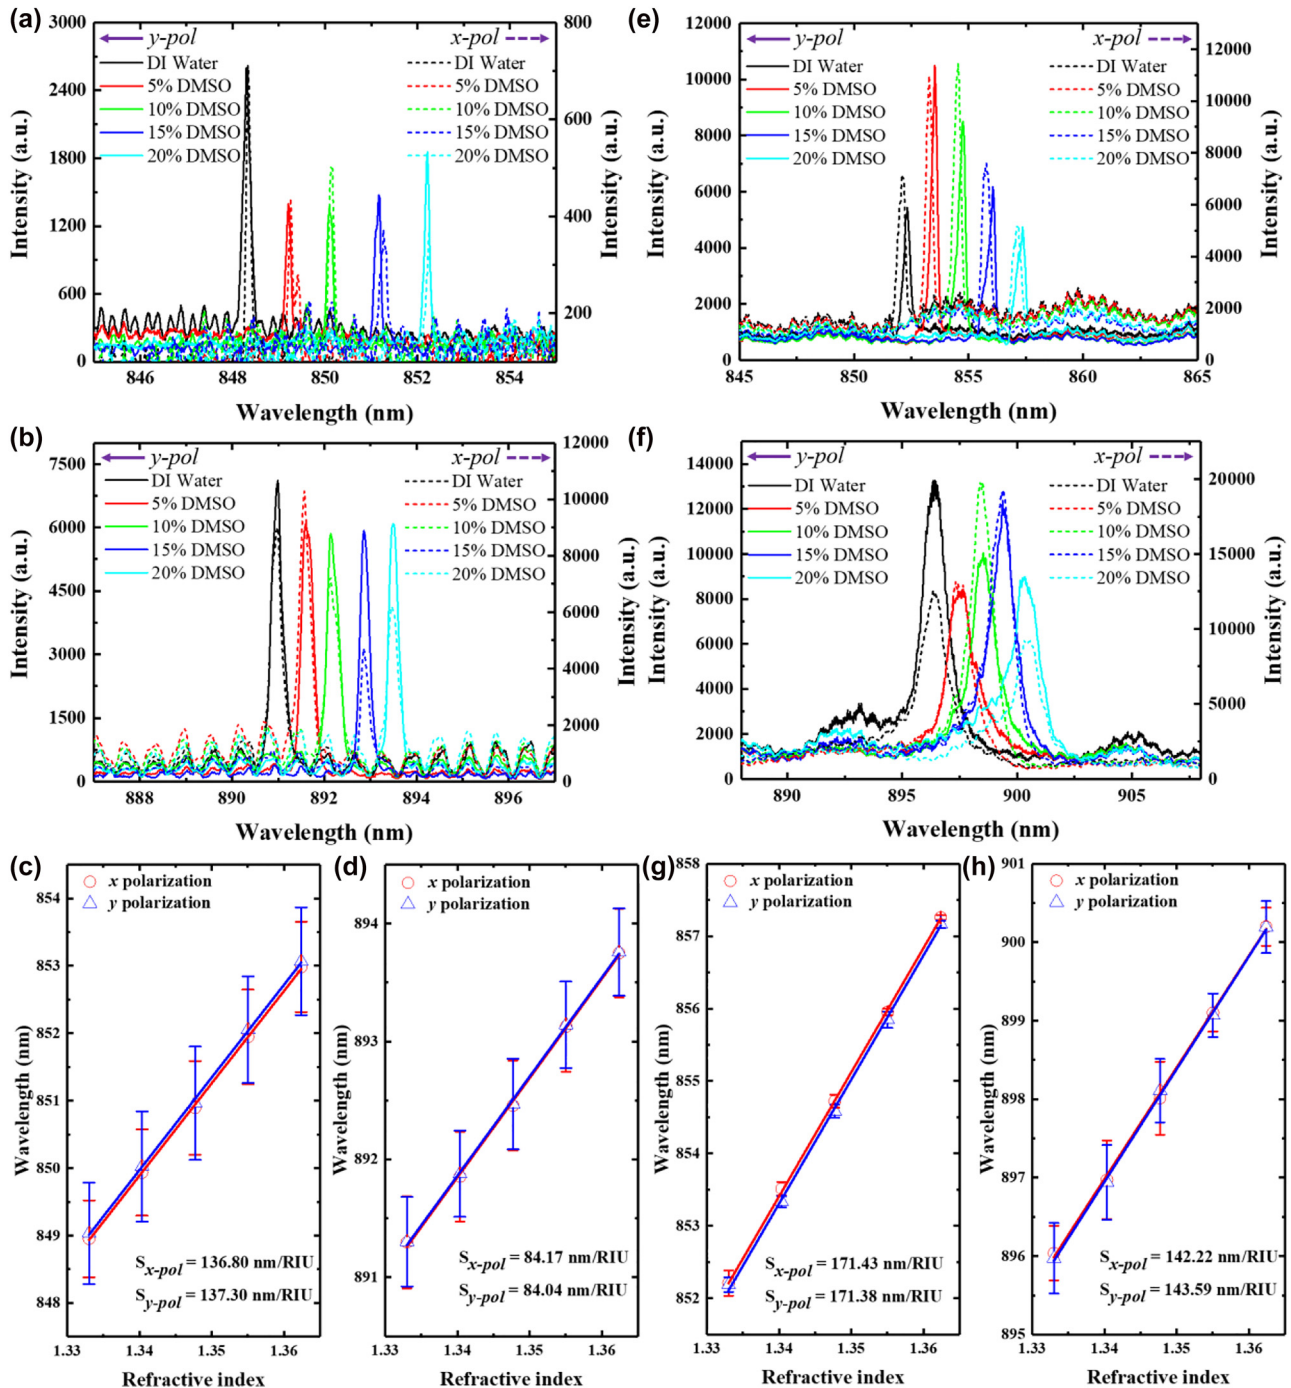 (a)
3000
2400
1800
1200
600
0
800
600
400
200
0
y-pol
x-pol
DI Water
5% DMSO
10% DMSO
15% DMSO
20% DMSO
DI Water
5% DMSO
10% DMSO
15% DMSO
20% DMSO
Intensity (a.u.)
Intensity (a.u.)
846 848 850 852 854
Wavelength (nm)
(e)
12000
10000
8000
6000
4000
2000
0
12000
10000
8000
6000
4000
2000
0
y-pol
x-pol
DI Water
5% DMSO
10% DMSO
15% DMSO
20% DMSO
DI Water
5% DMSO
10% DMSO
15% DMSO
20% DMSO
Intensity (a.u.)
Intensity (a.u.)
845 850 855 860 865
Wavelength (nm)
(b)
7500
6000
4500
3000
1500
0
12000
10000
8000
6000
4000
2000
0
y-pol
x-pol
DI Water
5% DMSO
10% DMSO
15% DMSO
20% DMSO
DI Water
5% DMSO
10% DMSO
15% DMSO
20% DMSO
Intensity (a.u.)
Intensity (a.u.)
888 890 892 894 896
Wavelength (nm)
(f)
14000
12000
10000
8000
6000
4000
2000
0
20000
15000
10000
5000
0
y-pol
x-pol
DI Water
5% DMSO
10% DMSO
15% DMSO
20% DMSO
DI Water
5% DMSO
10% DMSO
15% DMSO
20% DMSO
Intensity (a.u.)
Intensity (a.u.)
890 895 900 905
Wavelength (nm)
(c)
854
853
852
851
850
849
848
x polarization
y polarization
Wavelength (nm)
Sx-pol = 136.80 nm/RIU
Sy-pol = 137.30 nm/RIU
1.33 1.34 1.35 1.36
Refractive index
(d)
894
893
892
891
x polarization
y polarization
Wavelength (nm)
Sx-pol = 84.17 nm/RIU
Sy-pol = 84.04 nm/RIU
1.33 1.34 1.35 1.36
Refractive index
(g)
858
857
856
855
854
853
852
x polarization
y polarization
Wavelength (nm)
Sx-pol = 171.43 nm/RIU
Sy-pol = 171.38 nm/RIU
1.33 1.34 1.35 1.36
Refractive index
(h)
901
900
899
898
897
896
895
x polarization
y polarization
Wavelength (nm)
Sx-pol = 142.22 nm/RIU
Sy-pol = 143.59 nm/RIU
1.33 1.34 1.35 1.36
Refractive index